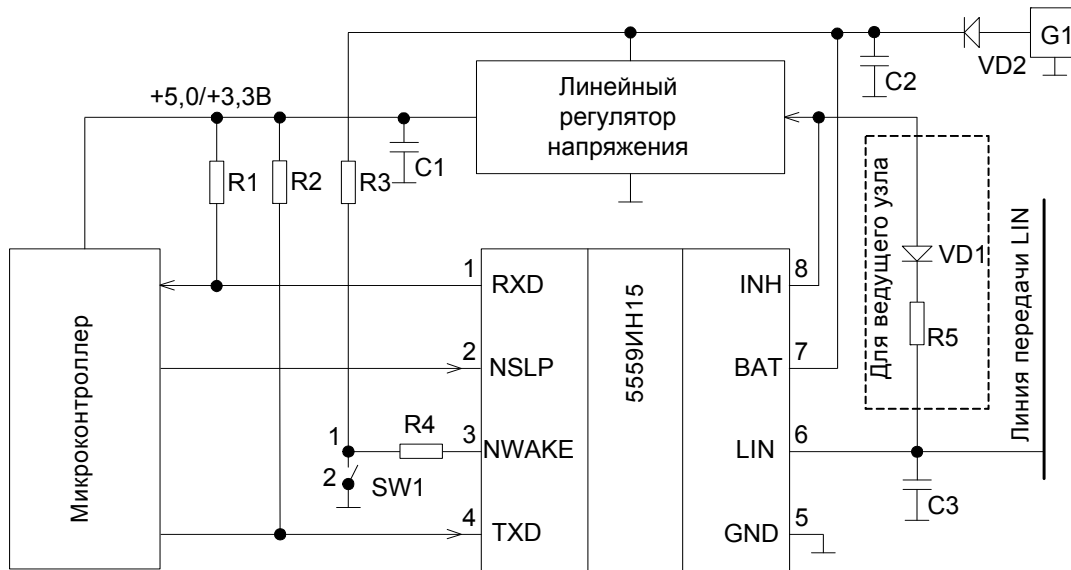 G1
VD2
C2
Линейный
регулятор
напряжения
+5,0/+3,3В
C1
R1
R2
R3
Для ведущего узла
VD1
R5
Линия передачи LIN
Микроконтроллер
5559ИН15
1
RXD
INH
8
2
NSLP
BAT
7
R4
1
3
NWAKE
LIN
6
2
SW1
C3
4
TXD
GND
5